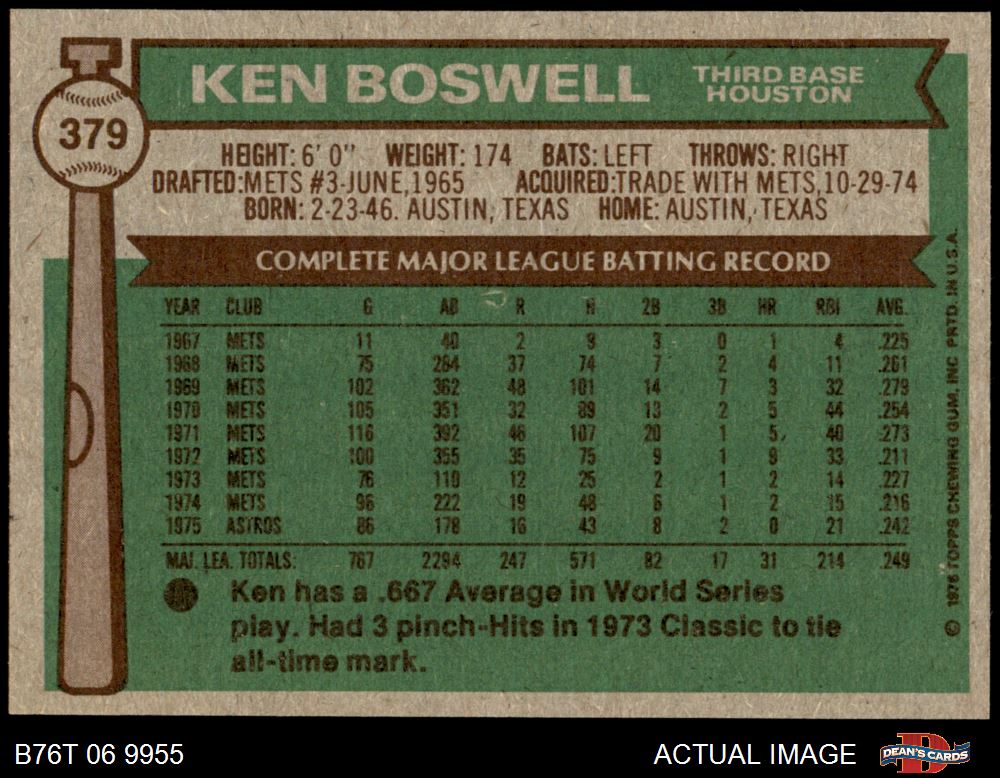 KEN BOSWELL THIRD BASE
HOUSTON
379
HEIGHT: 6' 0" WEIGHT: 174 BATS: LEFT THROWS: RIGHT
DRAFTED: METS #3-JUNE, 1965 ACQUIRED: TRADE WITH METS, 10-29-74
BORN: 2-23-46. AUSTIN, TEXAS HOME: AUSTIN, TEXAS
COMPLETE MAJOR LEAGUE BATTING RECORD
YEAR CLUB G AB R H 2B 3B HR RBI AVG.
1967 METS 11 40 2 9 3 0 1 4 .225
1968 METS 75 284 37 74 7 2 4 11 .261
1969 METS 102 362 48 101 14 7 3 32 .279
1970 METS 105 351 32 89 13 2 5 44 .254
1971 METS 116 392 46 107 20 1 5 40 .273
1972 METS 100 355 35 75 9 1 9 33 .211
1973 METS 76 110 12 25 2 1 2 14 .227
1974 METS 96 222 19 48 6 1 2 15 .216
1975 ASTROS 86 178 16 43 8 2 0 21 .242
MAJ. LEA. TOTALS: 767 2294 247 571 82 17 31 214 .249
Ken has a .667 Average in World Series
play. Had 3 pinch-Hits in 1973 Classic to tie
all-time mark.
© 1976 TOPPS CHEWING GUM, INC PRTD. IN U.S.A.
B76T 06 9955 ACTUAL IMAGE DEAN'S CARDS